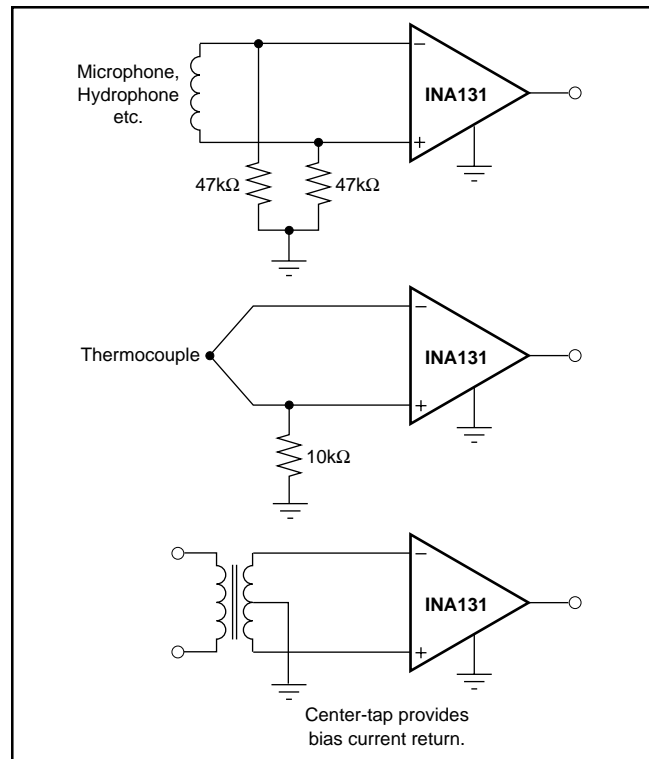 Microphone,
Hydrophone
etc.
−
INA131
+
47kΩ
47kΩ
Thermocouple
−
INA131
+
10kΩ
−
INA131
+
Center-tap provides
bias current return.